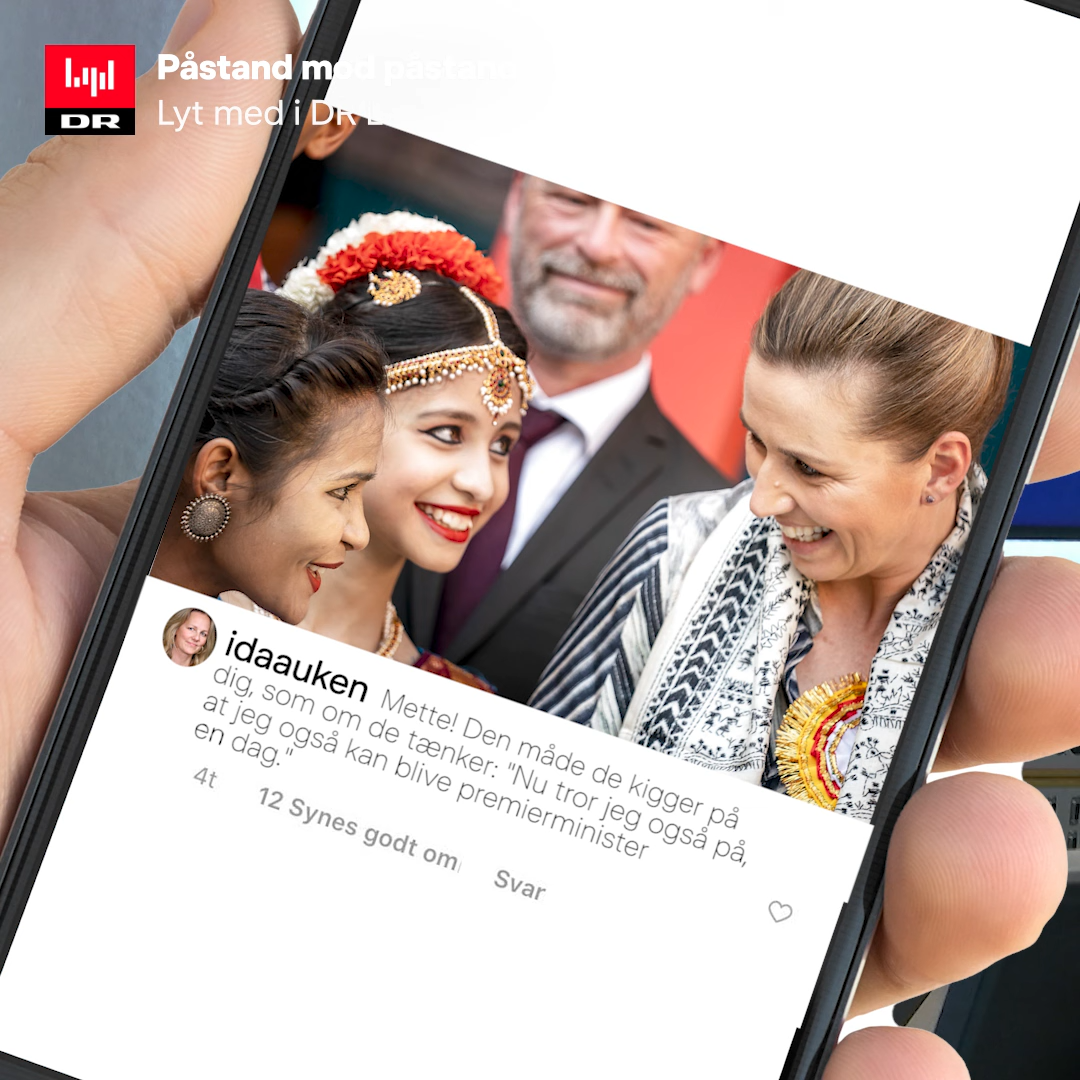 DR
Påstand mod påstand
Lyt med i DR L
idaauken Mette! Den måde de kigger på
dig, som om de tænker: "Nu tror jeg også på,
at jeg også kan blive premierminister
en dag."
4t 12 Synes godt om Svar